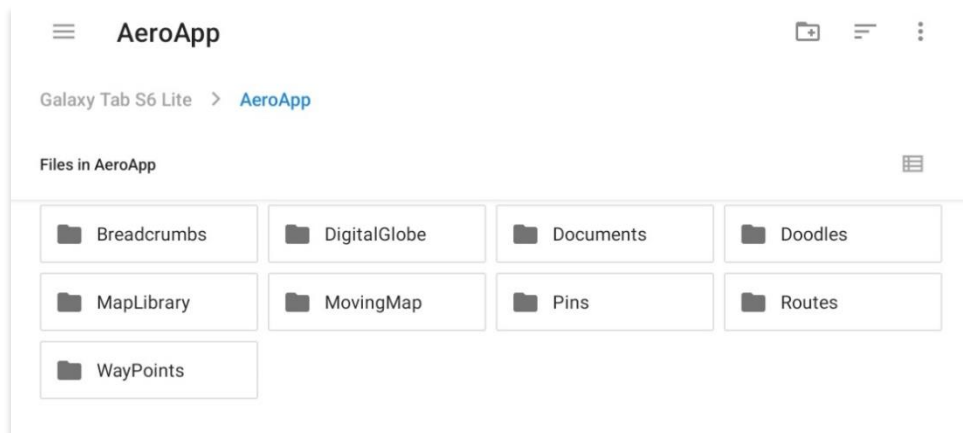 AeroApp
Galaxy Tab S6 Lite > AeroApp
Files in AeroApp
Breadcrumbs DigitalGlobe Documents Doodles
MapLibrary MovingMap Pins Routes
WayPoints